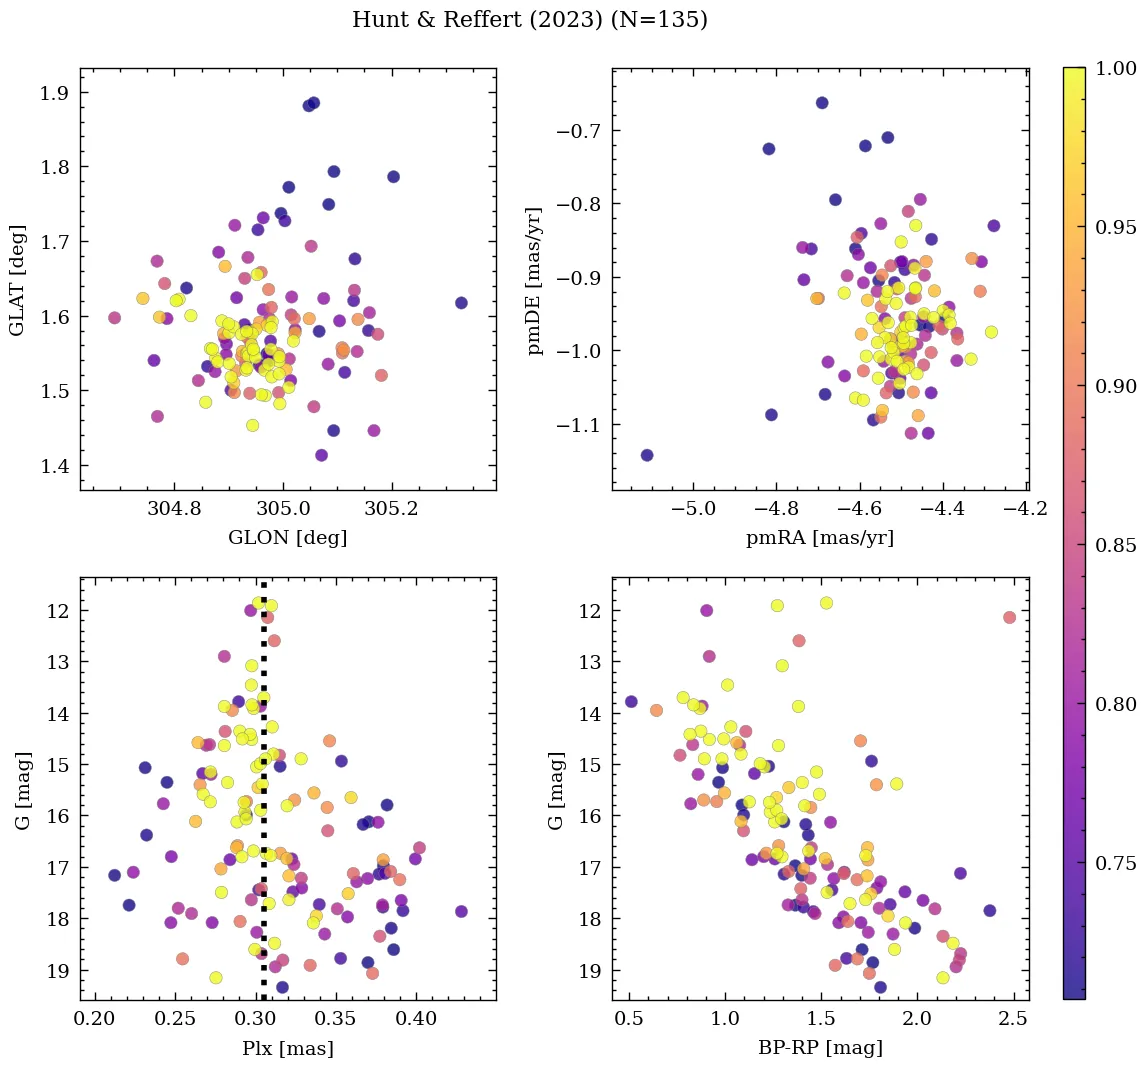 Hunt & Reffert (2023) (N=135)
1.9
1.8
1.7
1.6
1.5
1.4
GLAT [deg]
304.8 305.0 305.2
GLON [deg]
−0.7
−0.8
−0.9
−1.0
−1.1
pmDE [mas/yr]
−5.0 −4.8 −4.6 −4.4 −4.2
pmRA [mas/yr]
12
13
14
15
16
17
18
19
G [mag]
0.20 0.25 0.30 0.35 0.40
Plx [mas]
12
13
14
15
16
17
18
19
G [mag]
0.5 1.0 1.5 2.0 2.5
BP-RP [mag]
1.00
0.95
0.90
0.85
0.80
0.75